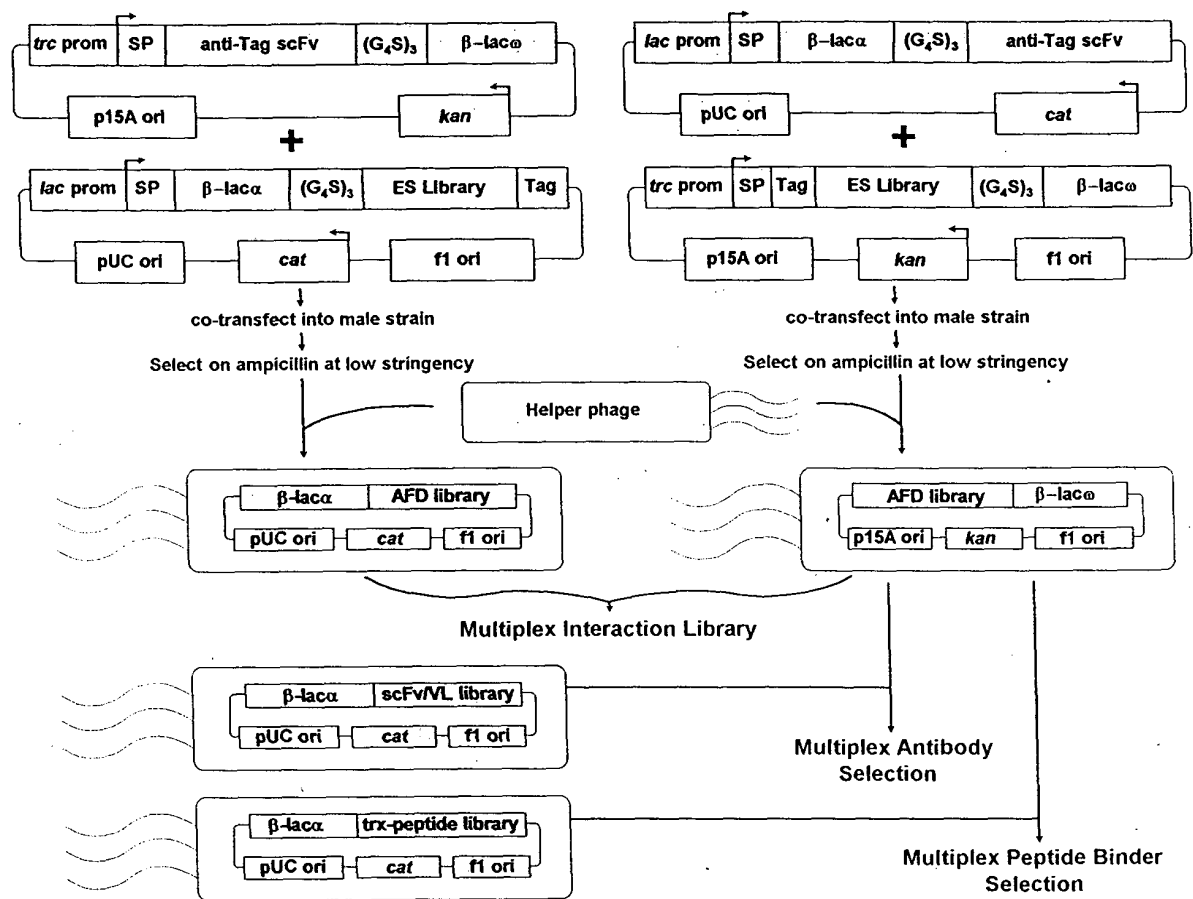 trc prom SP anti-Tag scFv (G₄S)₃ β-lacω
p15A ori kan
+
lac prom SP β-lacα (G₄S)₃ ES Library Tag
pUC ori cat f1 ori
co-transfect into male strain
Select on ampicillin at low stringency
lac prom SP β-lacα (G₄S)₃ anti-Tag scFv
pUC ori cat
+
trc prom SP Tag ES Library (G₄S)₃ β-lacω
p15A ori kan f1 ori
co-transfect into male strain
Select on ampicillin at low stringency
Helper phage
β-lacα AFD library
pUC ori cat f1 ori
AFD library β-lacω
p15A ori kan f1 ori
Multiplex Interaction Library
β-lacα scFv/VL library
pUC ori cat f1 ori
Multiplex Antibody
Selection
β-lacα trx-peptide library
pUC ori cat f1 ori
Multiplex Peptide Binder
Selection